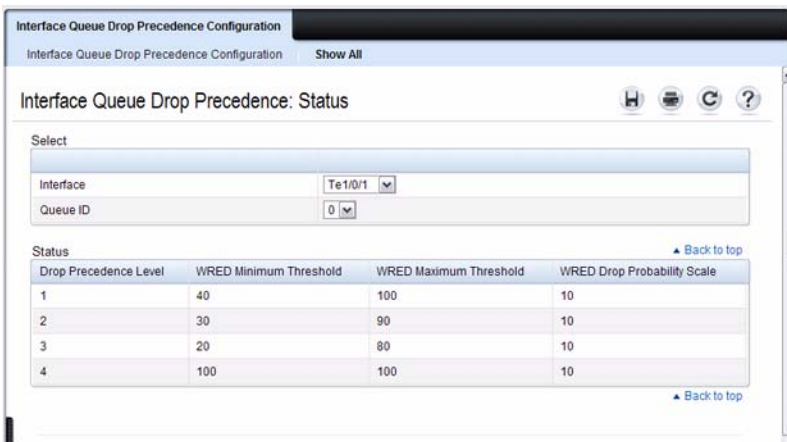 Interface Queue Drop Precedence Configuration
Interface Queue Drop Precedence Configuration Show All
Interface Queue Drop Precedence: Status
Select
Interface Te1/0/1
Queue ID 0
Status ▲ Back to top
Drop Precedence Level WRED Minimum Threshold WRED Maximum Threshold WRED Drop Probability Scale
1 40 100 10
2 30 90 10
3 20 80 10
4 100 100 10
▲ Back to top